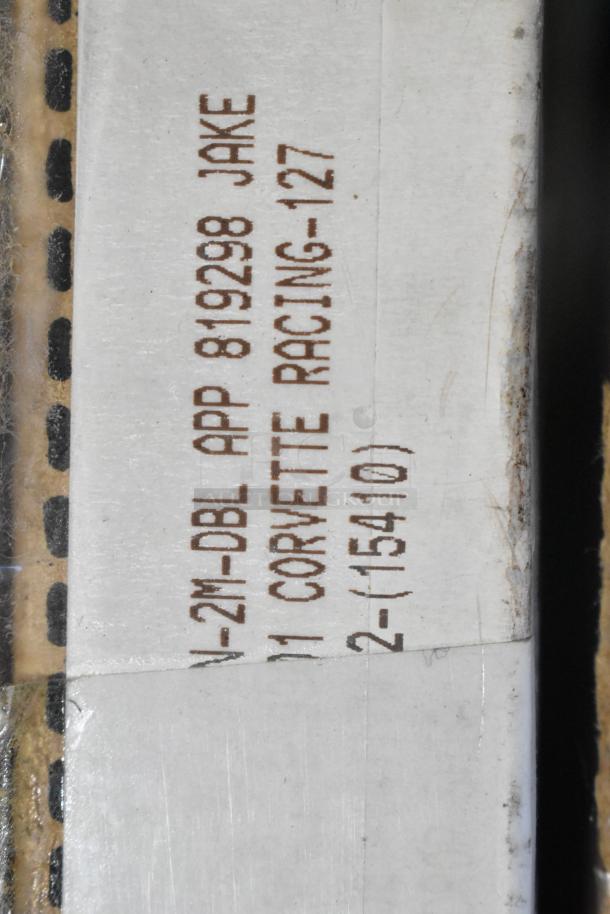 V-2M-DBL APP 819298 JAKE
01 CORVETTE RACING-127
2-(15410)